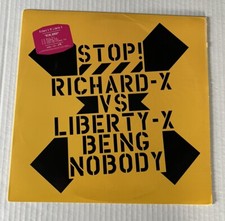 STOP!
RICHARD-X
VS
LIBERTY-X
BEING
NOBODY